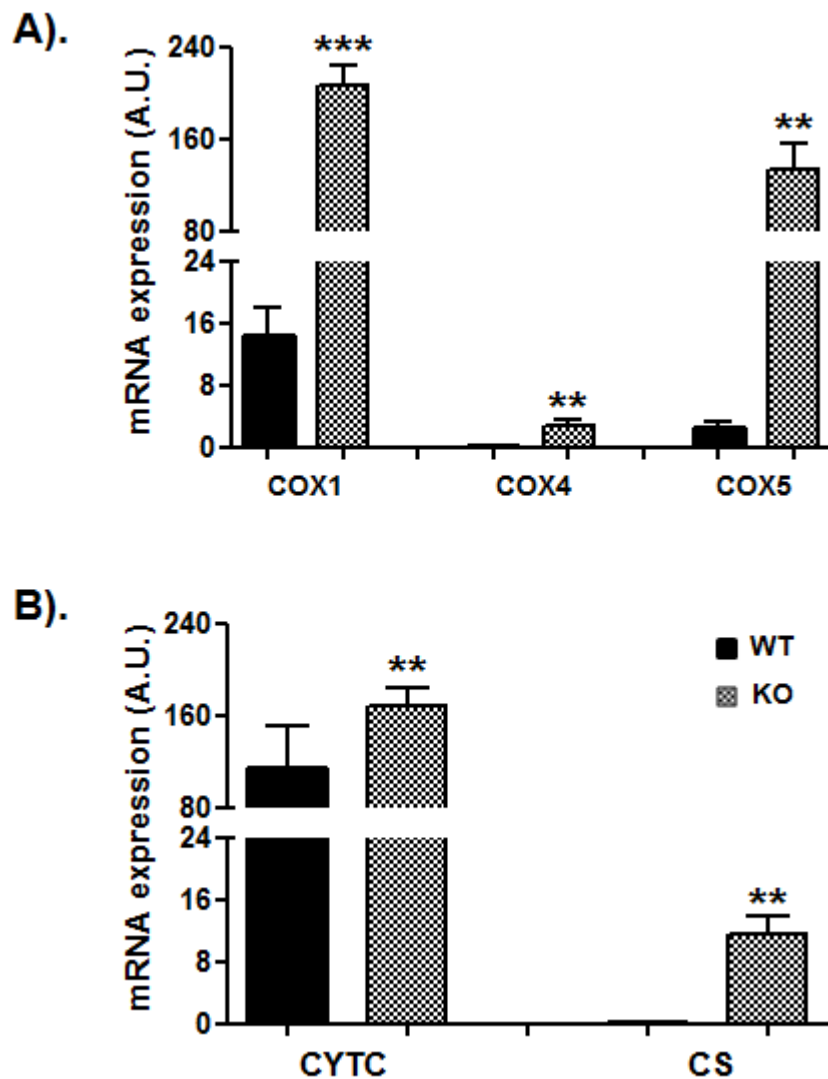 A).
mRNA expression (A.U.)
240
***
160
**
80
24
16
8
**
0
COX1 COX4 COX5
B).
mRNA expression (A.U.)
240
WT
**
KO
160
80
24
16
**
8
0
CYTC CS